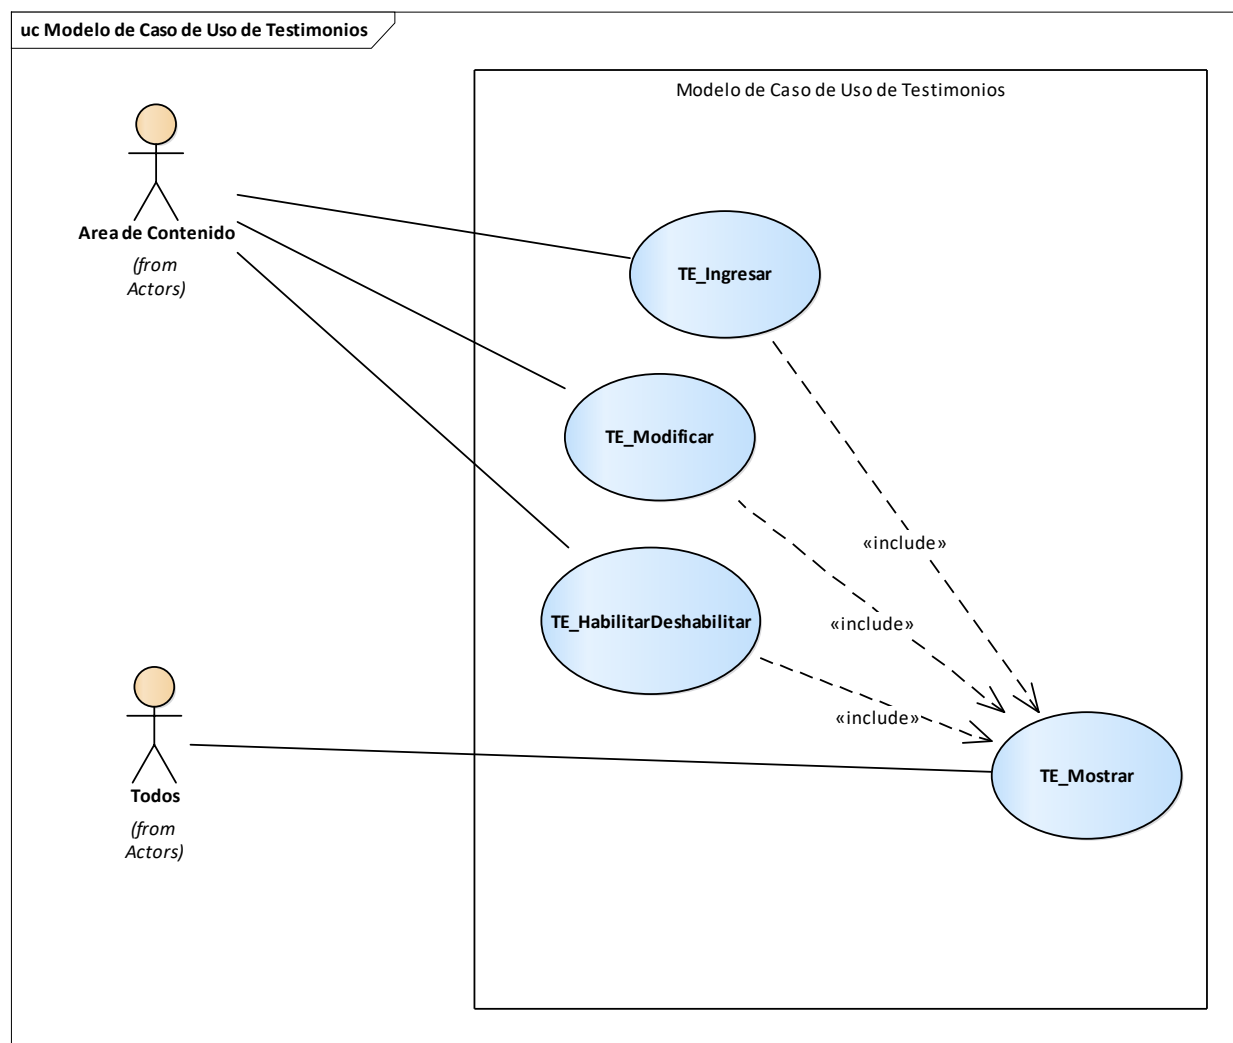 uc Modelo de Caso de Uso de Testimonios
Modelo de Caso de Uso de Testimonios
Area de Contenido
(from
Actors)
TE_Ingresar
TE_Modificar
«include»
TE_HabilitarDeshabilitar
«include»
«include»
TE_Mostrar
Todos
(from
Actors)